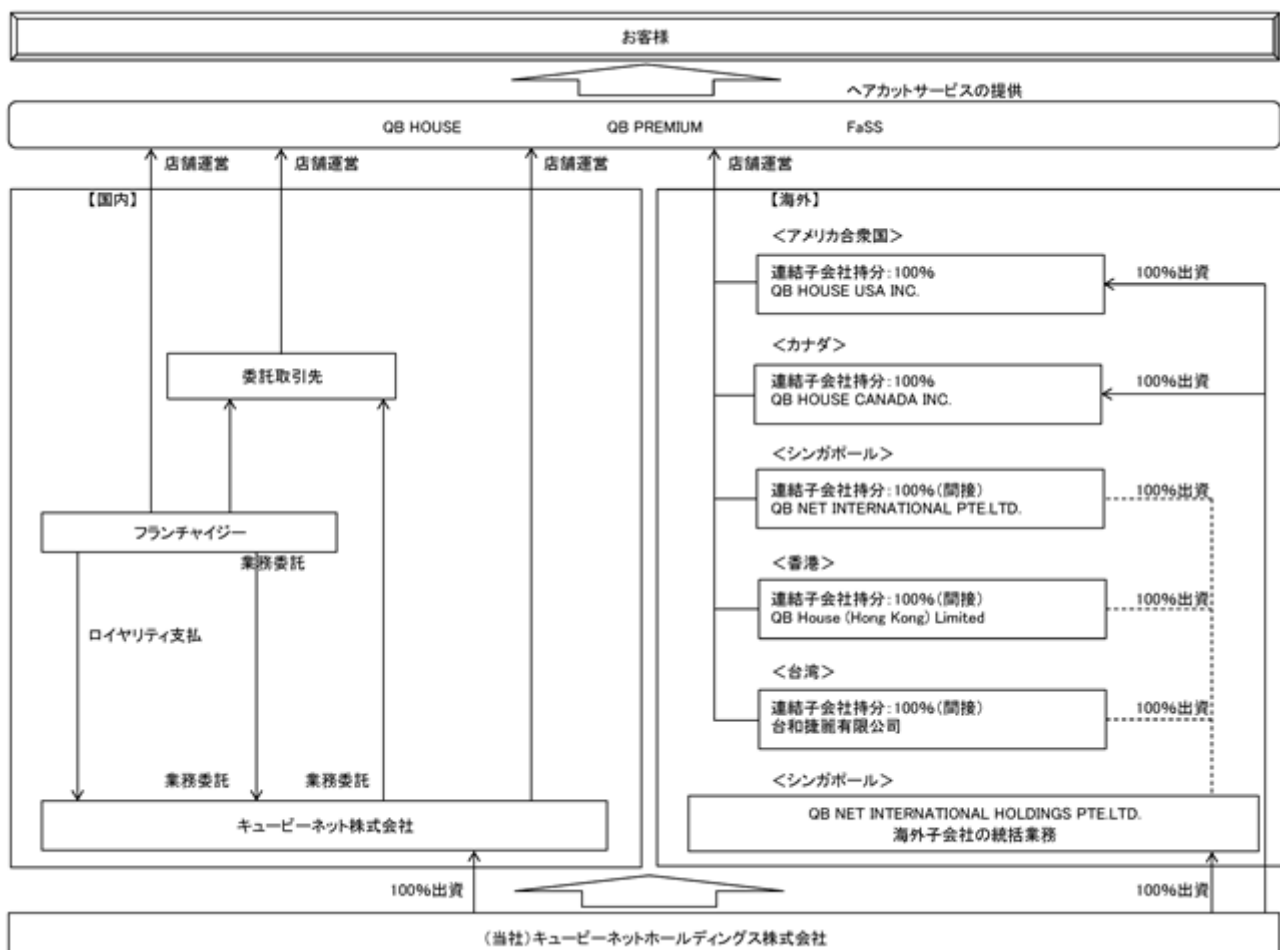 お客様
ヘアカットサービスの提供
QB HOUSE QB PREMIUM FaSS
店舗運営 店舗運営 店舗運営 店舗運営
【国内】
委託取引先
フランチャイジー
業務委託
ロイヤリティ支払
業務委託 業務委託
キュービーネット株式会社
100%出資
【海外】
<アメリカ合衆国>
連結子会社持分:100%
QB HOUSE USA INC.
100%出資
<カナダ>
連結子会社持分:100%
QB HOUSE CANADA INC.
100%出資
<シンガポール>
連結子会社持分:100%(間接)
QB NET INTERNATIONAL PTE.LTD.
100%出資
<香港>
連結子会社持分:100%(間接)
QB House (Hong Kong) Limited
100%出資
<台湾>
連結子会社持分:100%(間接)
台和捷麗有限公司
100%出資
<シンガポール>
QB NET INTERNATIONAL HOLDINGS PTE.LTD.
海外子会社の統括業務
100%出資
(当社)キュービーネットホールディングス株式会社